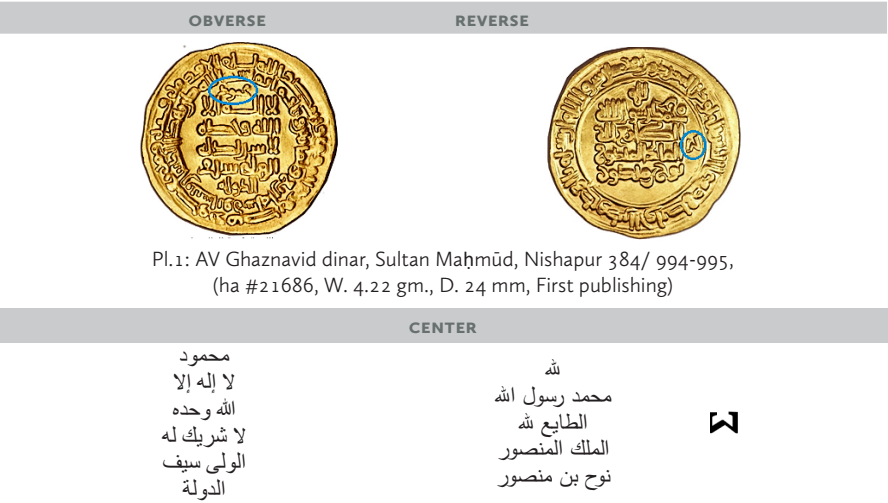 OBVERSE
REVERSE
Pl.1: AV Ghaznavid dinar, Sultan Maḥmūd, Nishapur 384/ 994-995,
(ha #21686, W. 4.22 gm., D. 24 mm, First publishing)
CENTER
محمود
لا إله إلا
الله وحده
لا شريك له
الولى سيف
الدولة
لله
محمد رسول الله
الطايع لله
الملك المنصور
نوح بن منصور